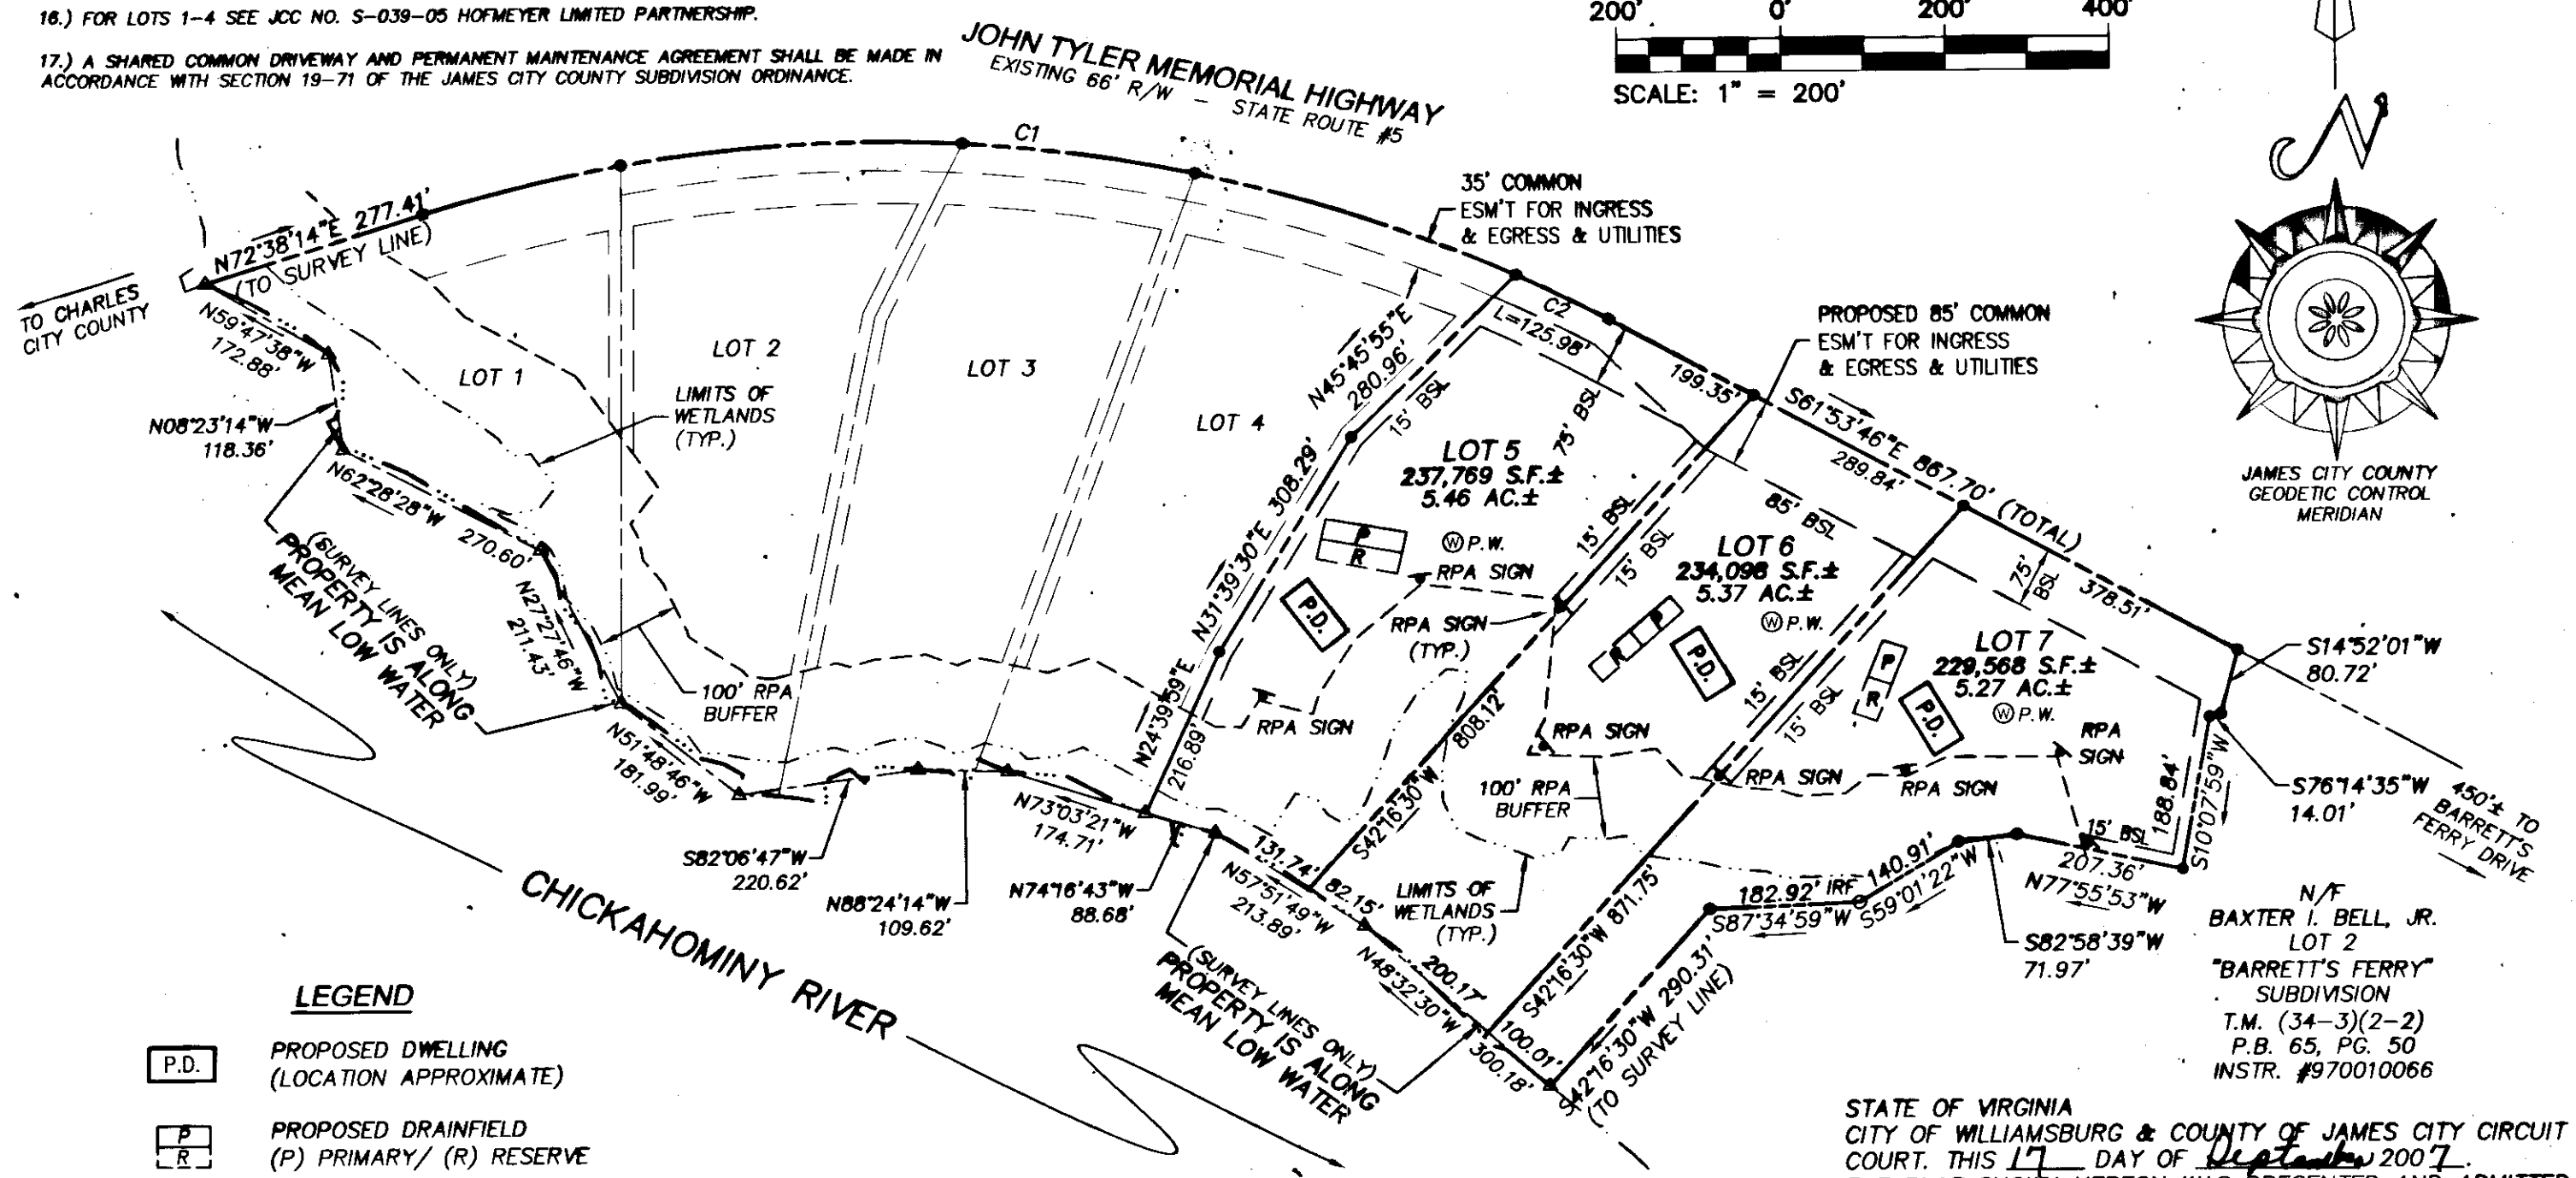 16.) FOR LOTS 1-4 SEE JCC NO. S-039-05 HOFMEYER LIMITED PARTNERSHIP.
17.) A SHARED COMMON DRIVEWAY AND PERMANENT MAINTENANCE AGREEMENT SHALL BE MADE IN
ACCORDANCE WITH SECTION 19-71 OF THE JAMES CITY COUNTY SUBDIVISION ORDINANCE.
JOHN TYLER MEMORIAL HIGHWAY
EXISTING 66' R/W - STATE ROUTE #5
200' 0' 200' 400'
SCALE: 1" = 200'
N
JAMES CITY COUNTY
GEODETIC CONTROL
MERIDIAN
C1
35' COMMON
ESM'T FOR INGRESS
& EGRESS & UTILITIES
C2
L=125.98'
PROPOSED 85' COMMON
ESM'T FOR INGRESS
& EGRESS & UTILITIES
N72°38'14"E 277.41'
(TO SURVEY LINE)
TO CHARLES
CITY COUNTY
N59°47'38"W
172.88'
N08°23'14"W
118.36'
N62°28'28"W
270.60'
(SURVEY LINES ONLY)
PROPERTY IS ALONG
MEAN LOW WATER
N27°27'46"W
211.43'
LOT 1
LOT 2
LIMITS OF
WETLANDS
(TYP.)
LOT 3
LOT 4
100' RPA
BUFFER
N51°48'46"W
181.99'
S82°06'47"W
220.62'
N88°24'14"W
109.62'
N73°03'21"W
174.71'
N74°16'43"W
88.68'
N45°45'55"E
280.96'
N31°39'30"E 308.29'
N24°39'59"E
216.89'
15' BSL
75' BSL
199.35'
LOT 5
237,769 S.F.±
5.46 AC.±
P
R
W P.W.
RPA SIGN
P.D.
RPA SIGN
(TYP.)
RPA SIGN
15' BSL
15' BSL
S42°16'30"W
808.12'
S61°53'46"E 867.70' (TOTAL)
289.84'
85' BSL
LOT 6
234,098 S.F.±
5.37 AC.±
W P.W.
P
R
P.D.
RPA SIGN
100' RPA
BUFFER
15' BSL
15' BSL
S42°16'30"W 871.75'
378.51'
75'
BSL
LOT 7
229,568 S.F.±
5.27 AC.±
W P.W.
P
R
P.D.
RPA SIGN
RPA SIGN
RPA
SIGN
S14°52'01"W
80.72'
S76°14'35"W
14.01'
S10°07'59"W
188.84'
15' BSL
207.36'
N77°55'53"W
S82°58'39"W
71.97'
140.91'
S59°01'22"W
IRF
182.92'
S87°34'59"W
S42°16'30"W 290.31'
(TO SURVEY LINE)
131.74'
82.15'
N57°51'49"W
213.89'
LIMITS OF
WETLANDS
(TYP.)
200.17'
N48°32'30"W
100.01'
300.18'
(SURVEY LINES ONLY)
PROPERTY IS ALONG
MEAN LOW WATER
450'± TO
BARRETT'S
FERRY DRIVE
N/F
BAXTER I. BELL, JR.
LOT 2
"BARRETT'S FERRY"
SUBDIVISION
T.M. (34-3)(2-2)
P.B. 65, PG. 50
INSTR. #970010066
CHICKAHOMINY RIVER
LEGEND
P.D. PROPOSED DWELLING
(LOCATION APPROXIMATE)
P PROPOSED DRAINFIELD
R (P) PRIMARY/ (R) RESERVE
STATE OF VIRGINIA
CITY OF WILLIAMSBURG & COUNTY OF JAMES CITY CIRCUIT
COURT. THIS 17 DAY OF September 2007.